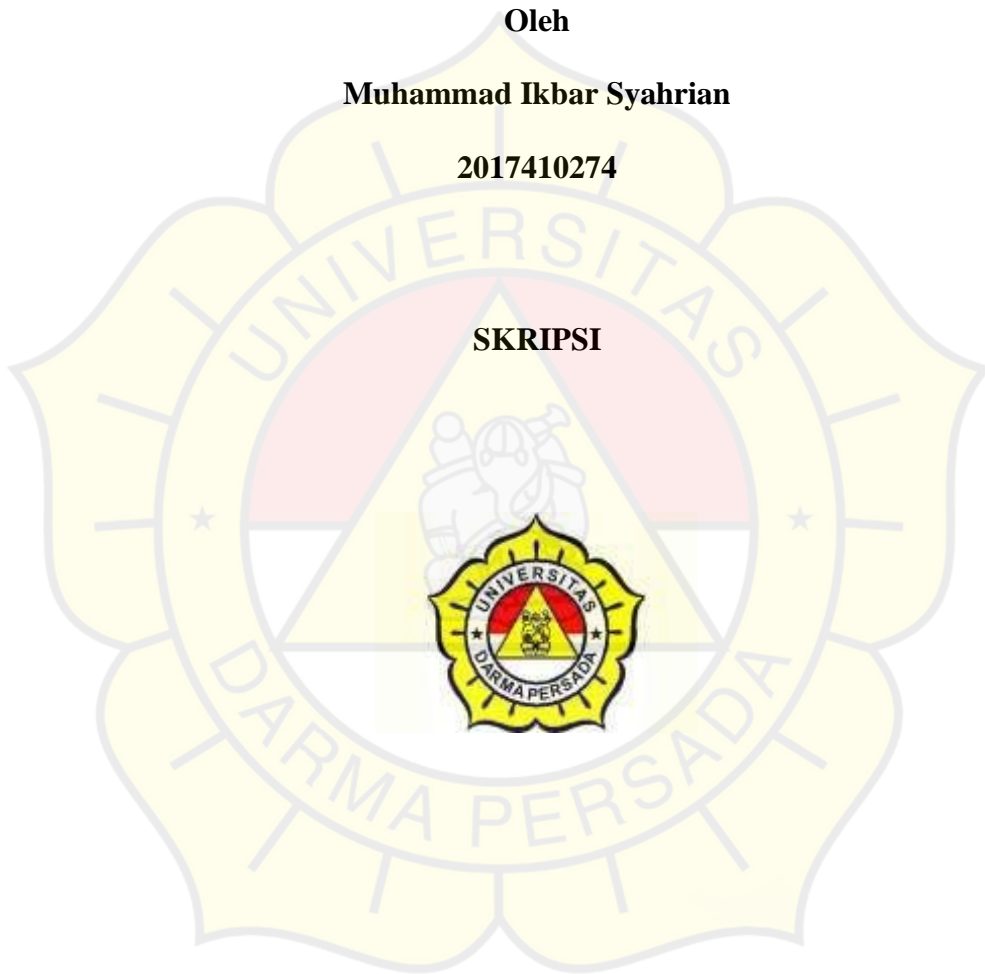 Oleh
Muhammad Ikbar Syahrian
2017410274
UNIVERSITAS
SKRIPSI
DARMA PERSADA
UNIVERSITAS
DARMA PERSADA